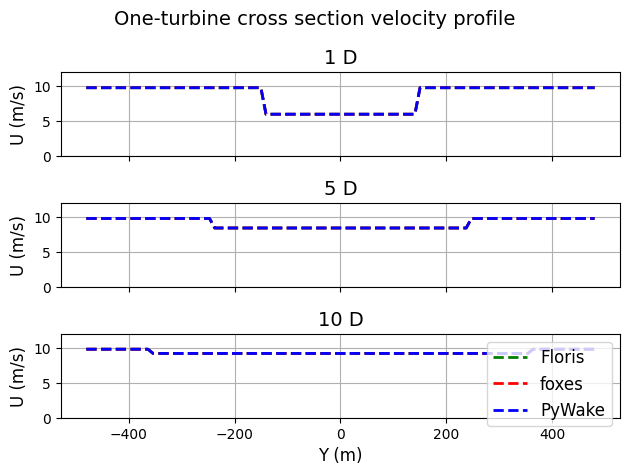 One-turbine cross section velocity profile
1 D
U (m/s)
10
5
0
5 D
U (m/s)
10
5
0
10 D
U (m/s)
10
5
0
Floris
foxes
PyWake
−400 −200 0 200 400
Y (m)